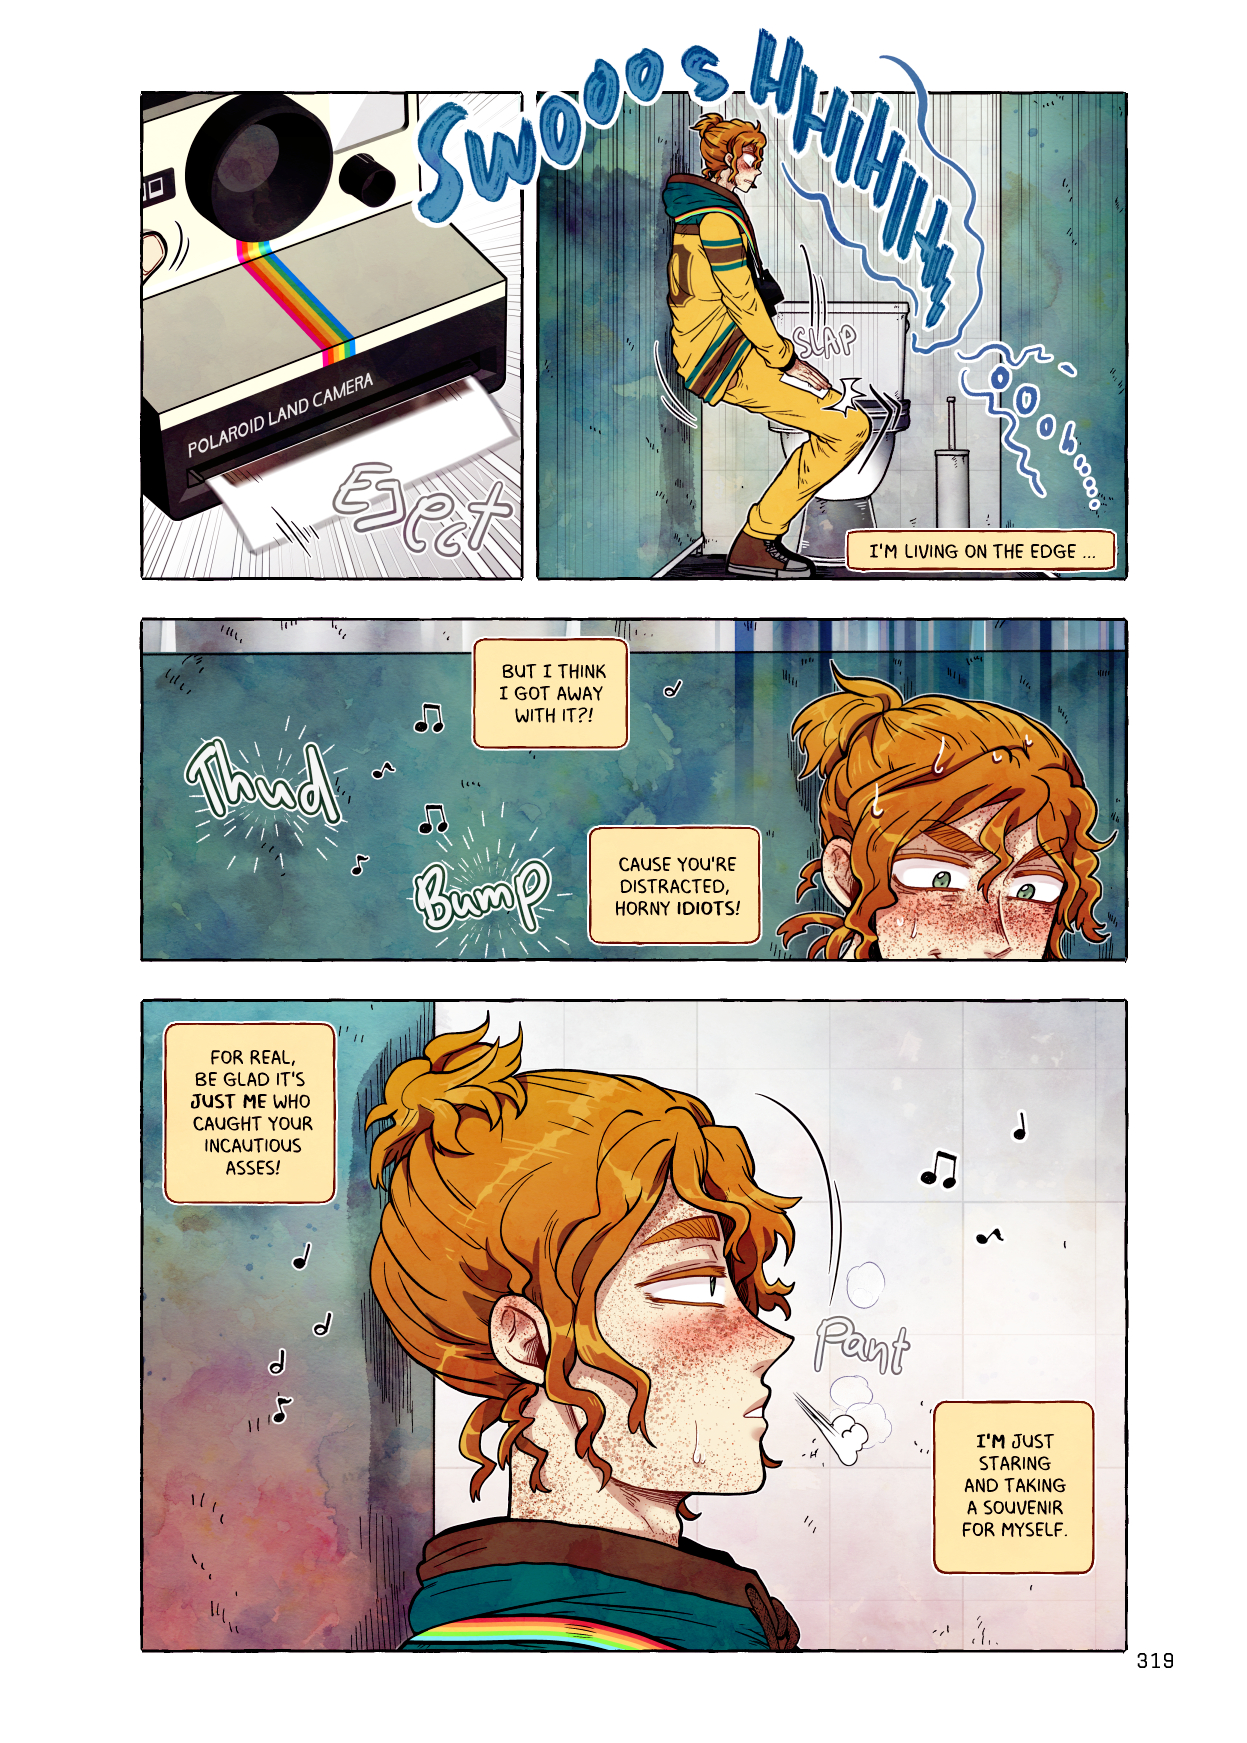 SWOOOSHHHHHHH
POLAROID LAND CAMERA
Eject
SLAP
OOOh.....
I'M LIVING ON THE EDGE ...
BUT I THINK
I GOT AWAY
WITH IT?!
Thud
Bump
CAUSE YOU'RE
DISTRACTED,
HORNY IDIOTS!
FOR REAL,
BE GLAD IT'S
JUST ME WHO
CAUGHT YOUR
INCAUTIOUS
ASSES!
Pant
I'M JUST
STARING
AND TAKING
A SOUVENIR
FOR MYSELF.
319